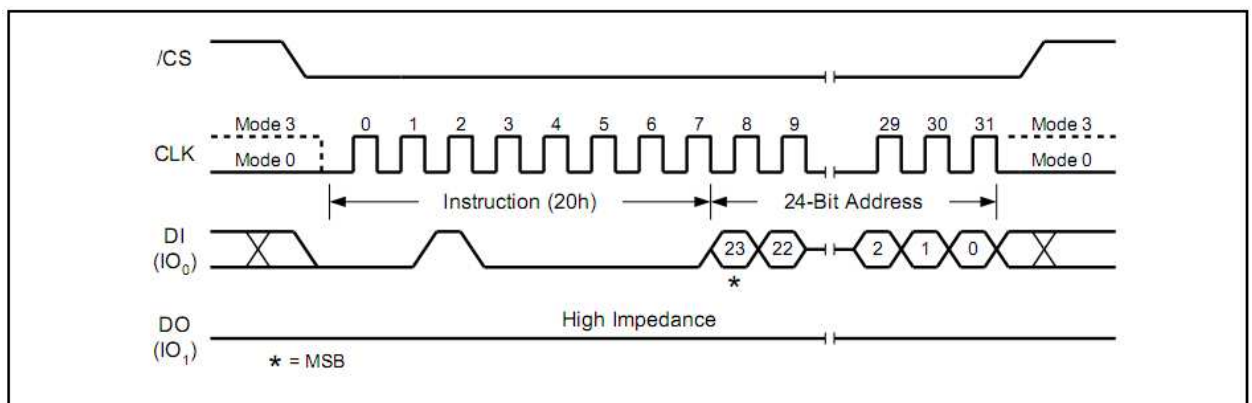 /CS
Mode 3 0 1 2 3 4 5 6 7 8 9 29 30 31 Mode 3
CLK Mode 0 Mode 0
Instruction (20h) 24-Bit Address
DI
(IO0) 23 22 2 1 0
*
DO High Impedance
(IO1)
* = MSB